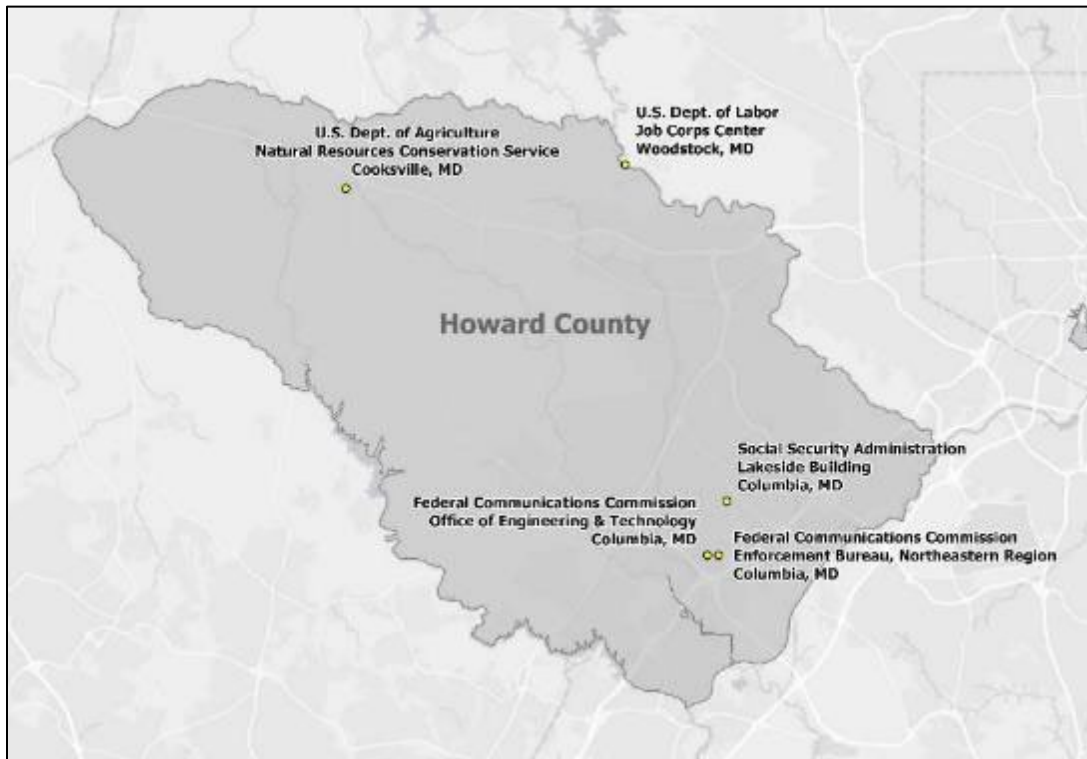 U.S. Dept. of Labor
Job Corps Center
Woodstock, MD
U.S. Dept. of Agriculture
Natural Resources Conservation Service
Cooksville, MD
Howard County
Social Security Administration
Lakeside Building
Columbia, MD
Federal Communications Commission
Office of Engineering & Technology
Columbia, MD
Federal Communications Commission
Enforcement Bureau, Northeastern Region
Columbia, MD